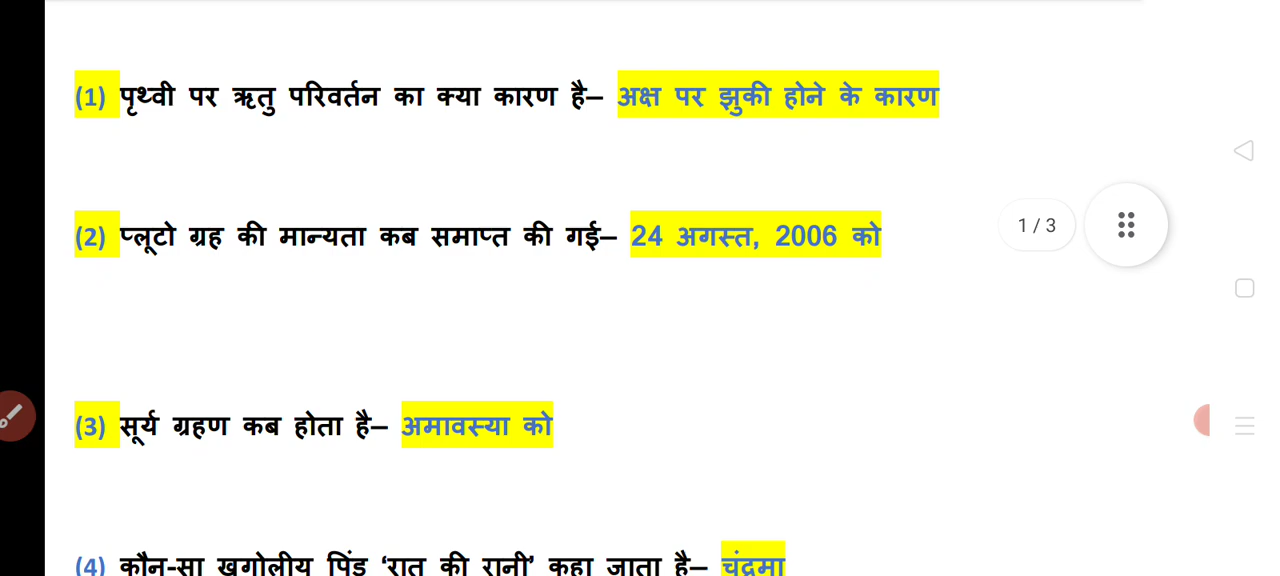 (1) पृथ्वी पर ऋतु परिवर्तन का क्या कारण है– अक्ष पर झुकी होने के कारण
(2) प्लूटो ग्रह की मान्यता कब समाप्त की गई– 24 अगस्त, 2006 को
1 / 3
(3) सूर्य ग्रहण कब होता है– अमावस्या को
(4) कौन-सा खगोलीय पिंड ‘रात की रानी’ कहा जाता है– चंद्रमा